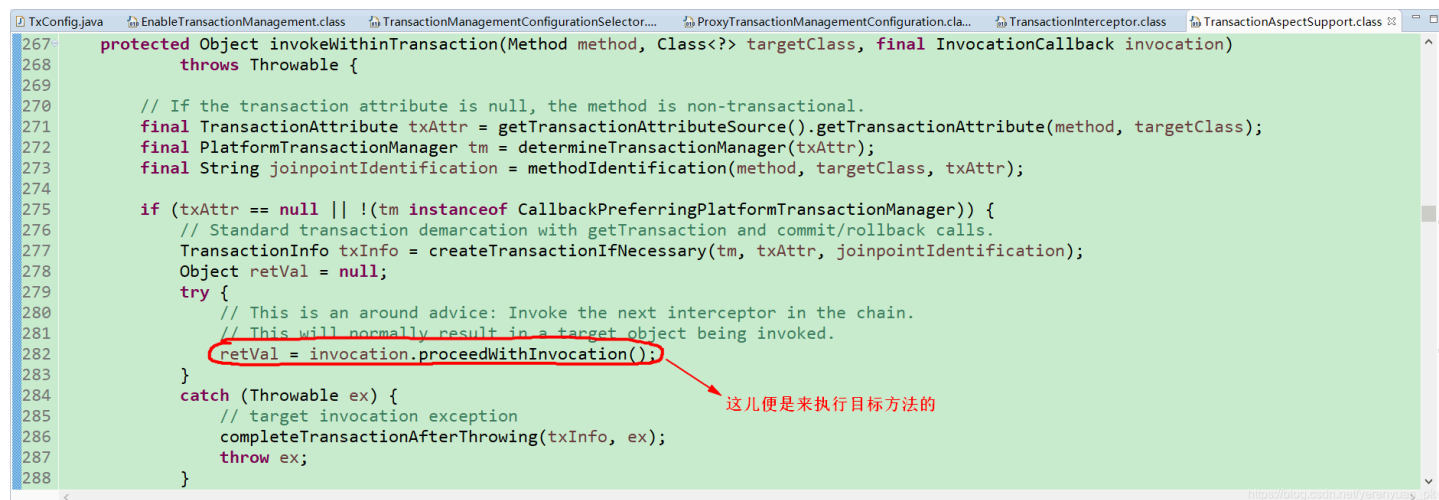 TxConfig.java EnableTransactionManagement.class TransactionManagementConfigurationSelector.... ProxyTransactionManagementConfiguration.cla... TransactionInterceptor.class TransactionAspectSupport.class
267 protected Object invokeWithinTransaction(Method method, Class<?> targetClass, final InvocationCallback invocation)
268 throws Throwable {
269
270 // If the transaction attribute is null, the method is non-transactional.
271 final TransactionAttribute txAttr = getTransactionAttributeSource().getTransactionAttribute(method, targetClass);
272 final PlatformTransactionManager tm = determineTransactionManager(txAttr);
273 final String joinpointIdentification = methodIdentification(method, targetClass, txAttr);
274
275 if (txAttr == null || !(tm instanceof CallbackPreferringPlatformTransactionManager)) {
276 // Standard transaction demarcation with getTransaction and commit/rollback calls.
277 TransactionInfo txInfo = createTransactionIfNecessary(tm, txAttr, joinpointIdentification);
278 Object retVal = null;
279 try {
280 // This is an around advice: Invoke the next interceptor in the chain.
281 // This will normally result in a target object being invoked.
282 retVal = invocation.proceedWithInvocation();
283 }
284 catch (Throwable ex) {
这儿便是来执行目标方法的
285 // target invocation exception
286 completeTransactionAfterThrowing(txInfo, ex);
287 throw ex;
288 }